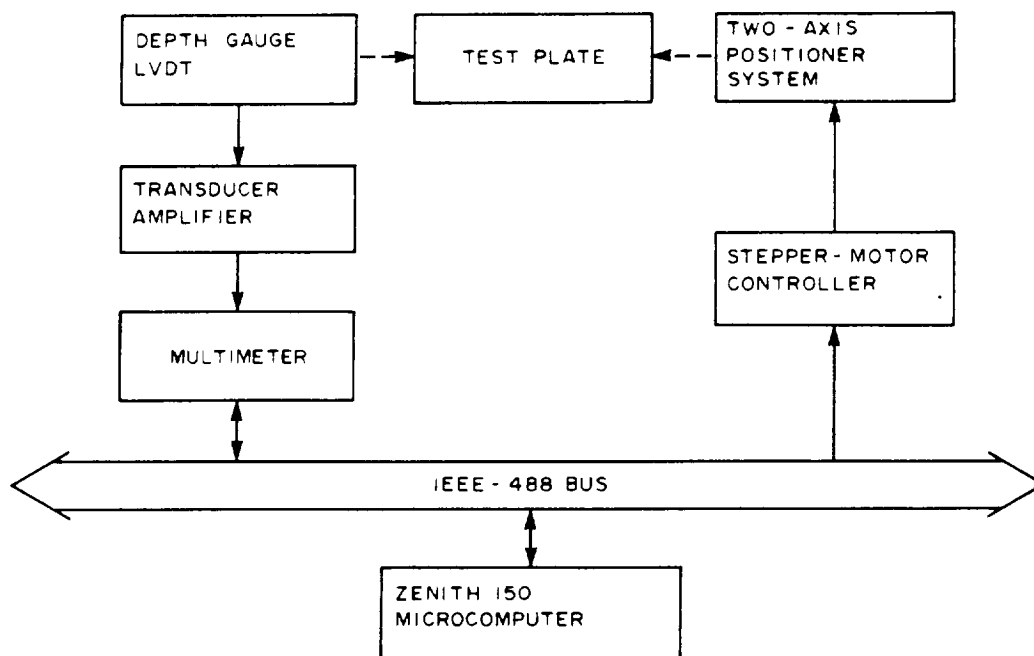 DEPTH GAUGE
LVDT
TEST PLATE
TWO-AXIS
POSITIONER
SYSTEM
TRANSDUCER
AMPLIFIER
STEPPER-MOTOR
CONTROLLER
MULTIMETER
IEEE-488 BUS
ZENITH 150
MICROCOMPUTER